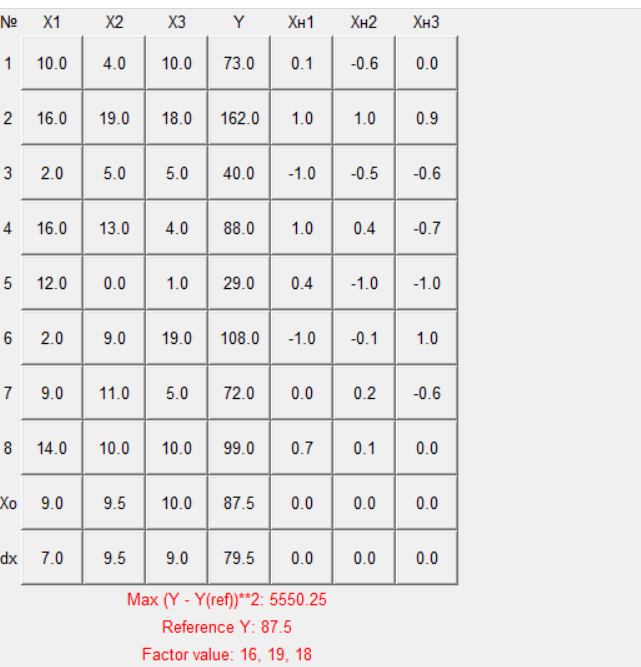 № X1 X2 X3 Y Xн1 Xн2 Xн3
1 10.0 4.0 10.0 73.0 0.1 -0.6 0.0
2 16.0 19.0 18.0 162.0 1.0 1.0 0.9
3 2.0 5.0 5.0 40.0 -1.0 -0.5 -0.6
4 16.0 13.0 4.0 88.0 1.0 0.4 -0.7
5 12.0 0.0 1.0 29.0 0.4 -1.0 -1.0
6 2.0 9.0 19.0 108.0 -1.0 -0.1 1.0
7 9.0 11.0 5.0 72.0 0.0 0.2 -0.6
8 14.0 10.0 10.0 99.0 0.7 0.1 0.0
Xo 9.0 9.5 10.0 87.5 0.0 0.0 0.0
dx 7.0 9.5 9.0 79.5 0.0 0.0 0.0
Max (Y - Y(ref))**2: 5550.25
Reference Y: 87.5
Factor value: 16, 19, 18